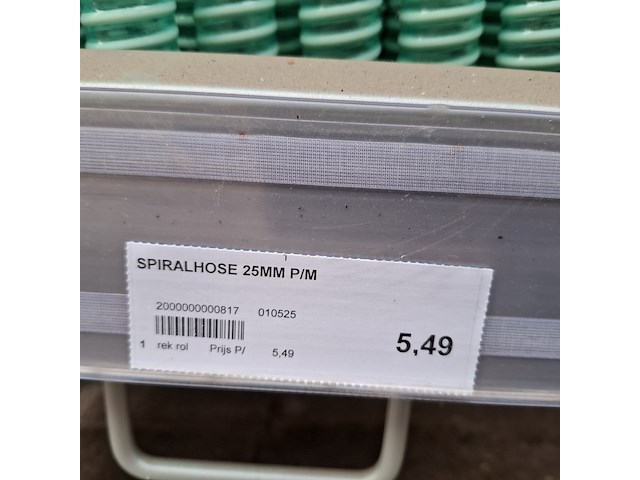 SPIRALHOSE 25MM P/M
2000000000817 010525
1 rek rol Prijs P/ 5,49
5,49